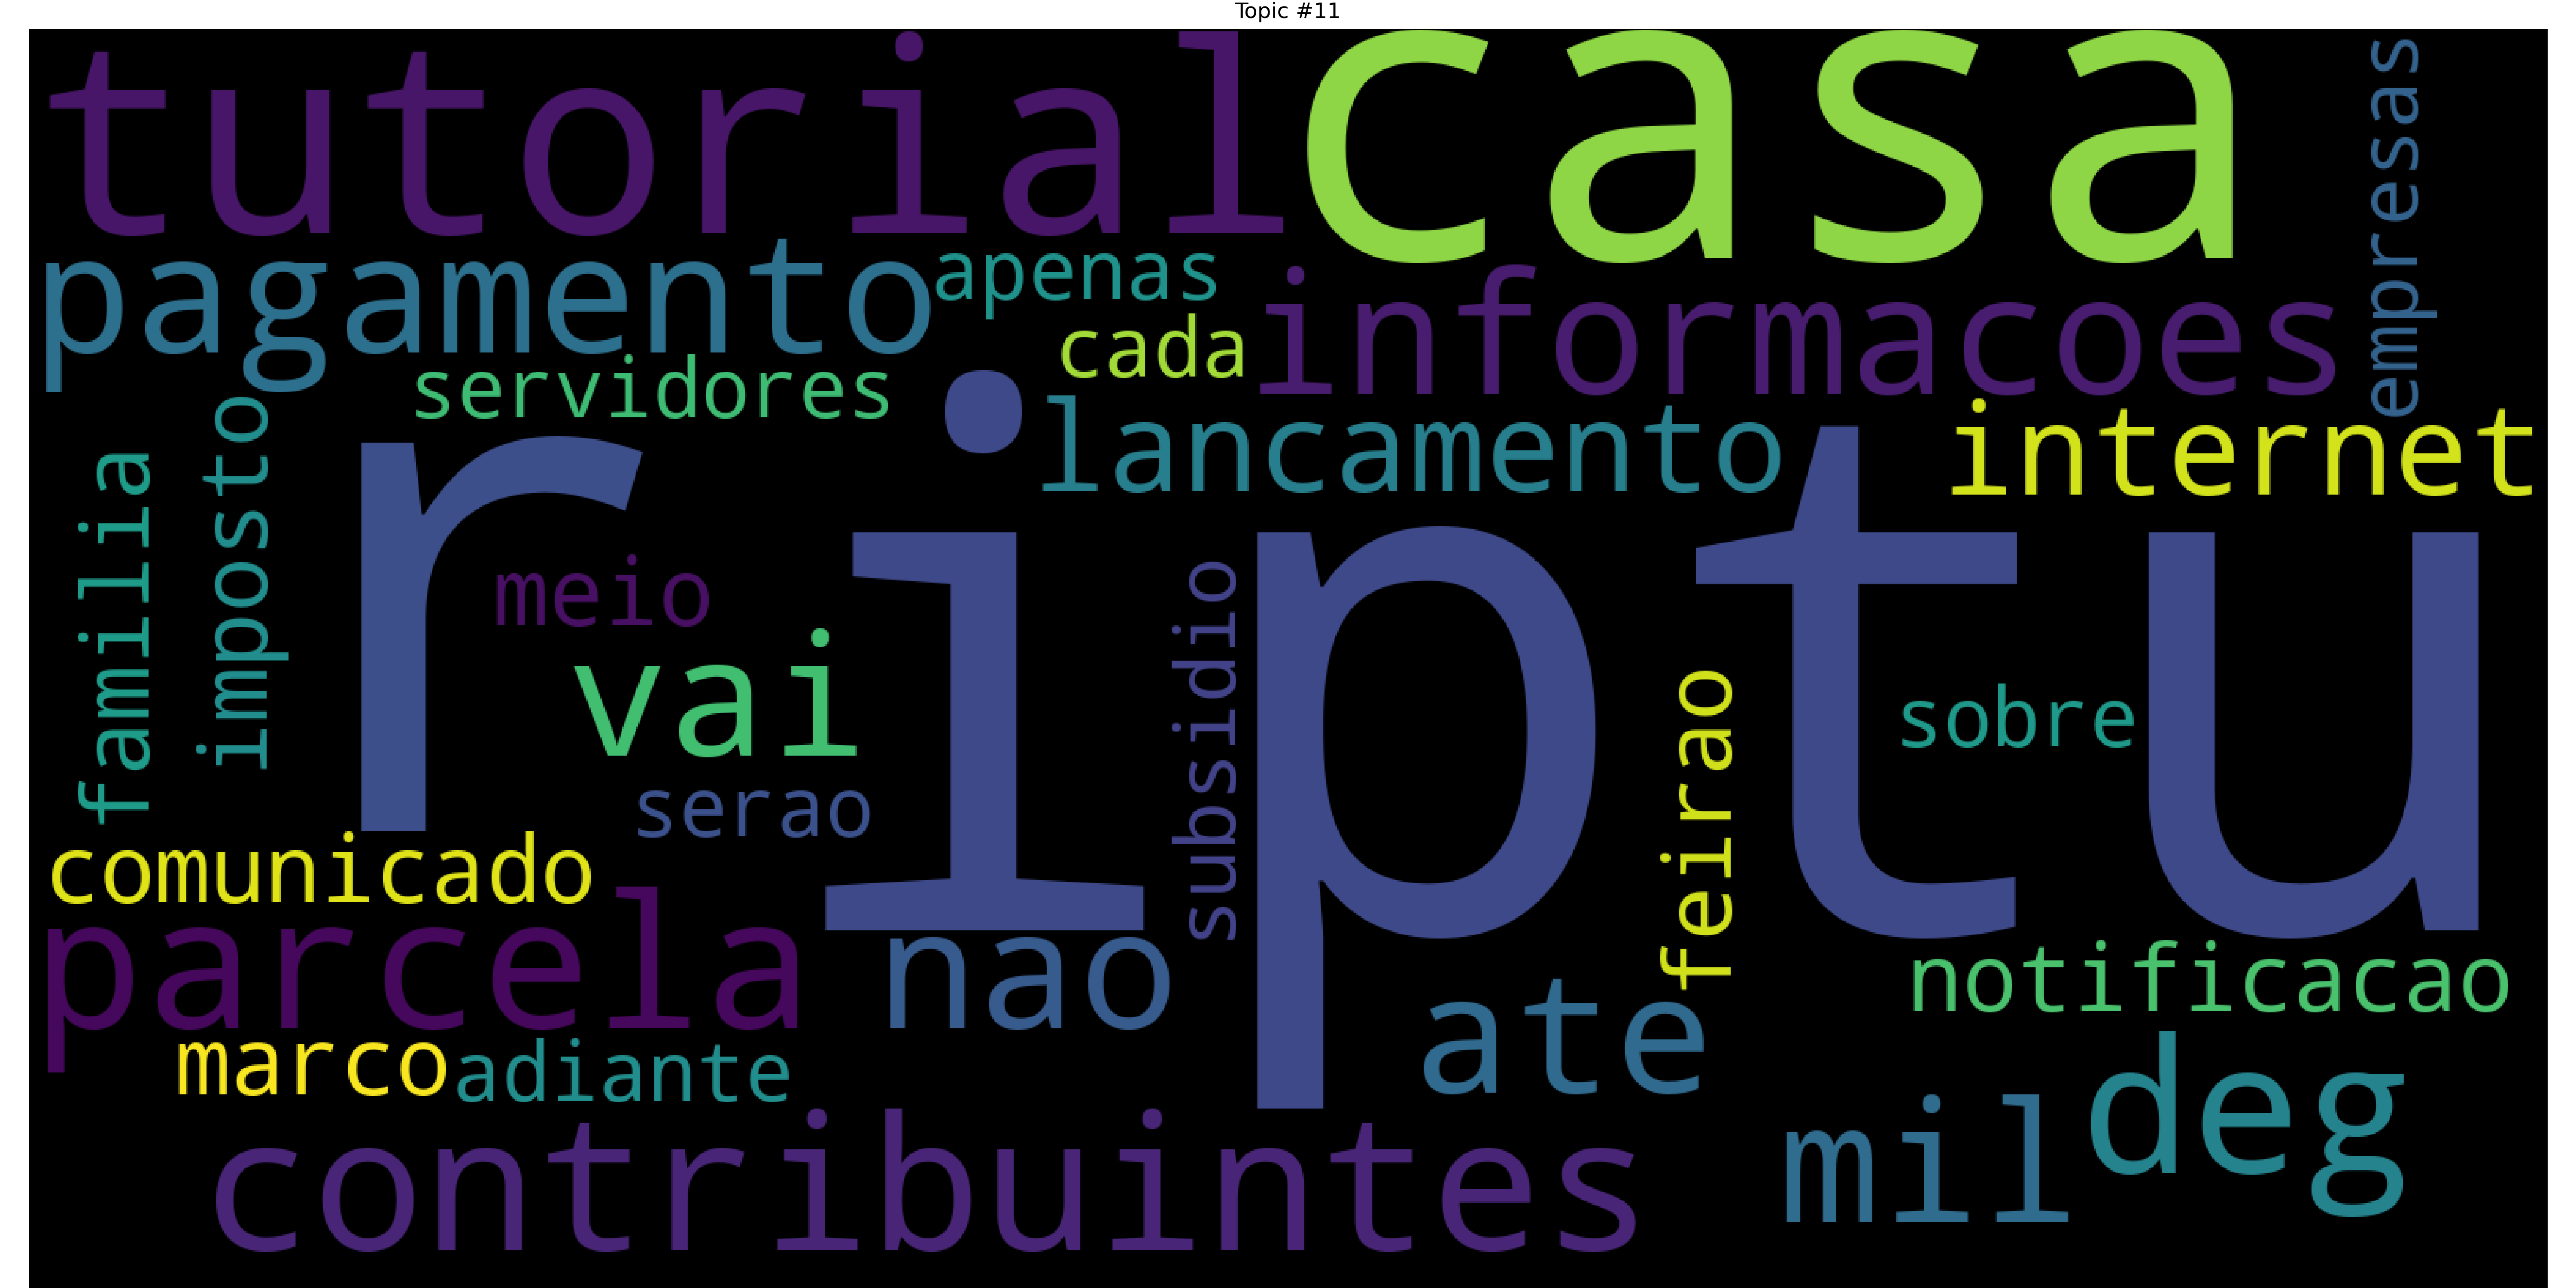 Topic #11
tutorial
casa
empresas
pagamento
apenas
informacoes
cada
servidores
lancamento
internet
familia
imposto
r
iptu
meio
vai
subsidio
feirao
sobre
serao
comunicado
parcela
nao
ate
notificacao
marco
adiante
deg
mil
contribuintes